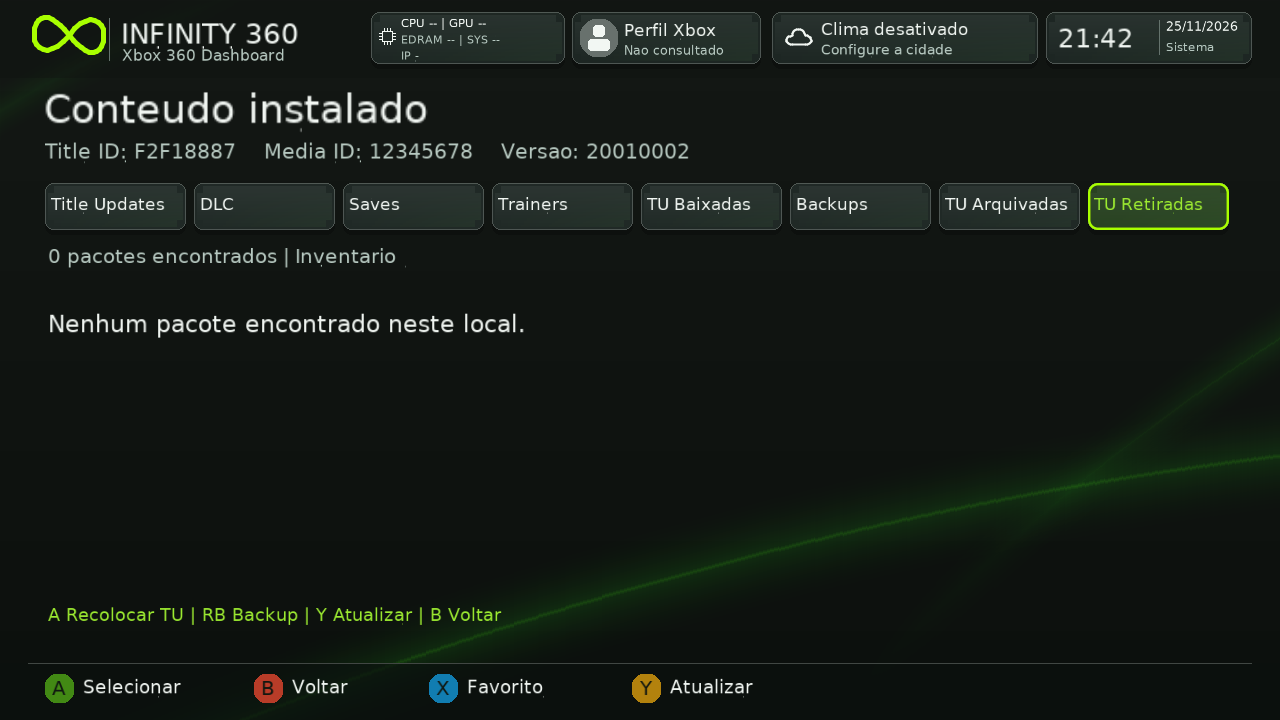 INFINITY 360
Xbox 360 Dashboard
CPU -- | GPU --
EDRAM -- | SYS --
IP -
Perfil Xbox
Nao consultado
Clima desativado
Configure a cidade
21:42
25/11/2026
Sistema
Conteudo instalado
Title ID: F2F18887 Media ID: 12345678 Versao: 20010002
Title Updates DLC Saves Trainers TU Baixadas Backups TU Arquivadas TU Retiradas
0 pacotes encontrados | Inventario
Nenhum pacote encontrado neste local.
A Recolocar TU | RB Backup | Y Atualizar | B Voltar
A Selecionar B Voltar X Favorito Y Atualizar